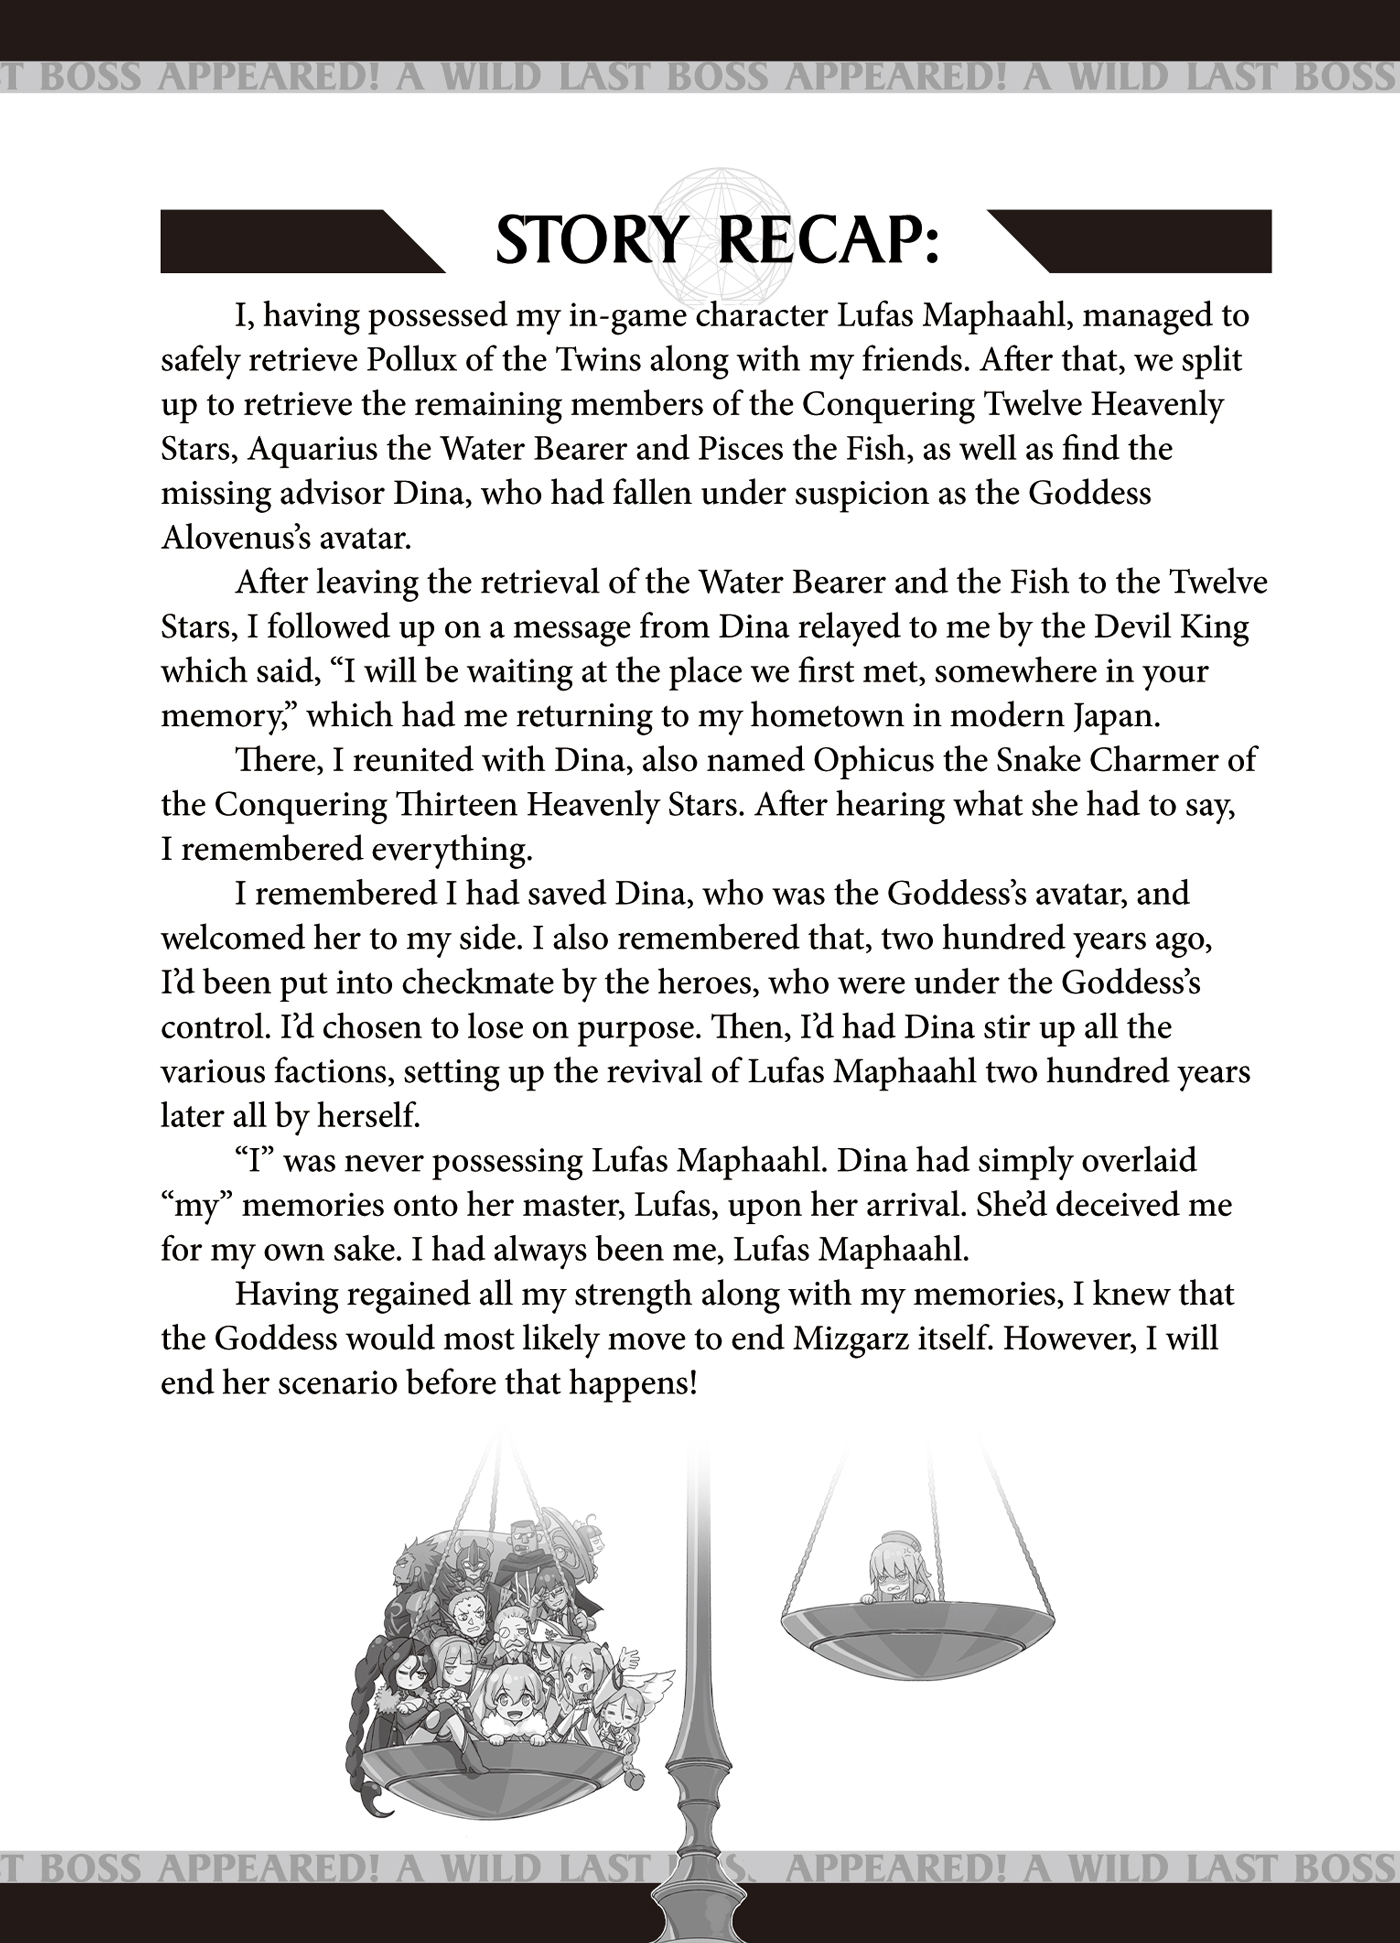 T BOSS APPEARED! A WILD LAST BOSS APPEARED! A WILD LAST BOSS
STORY RECAP:
I, having possessed my in-game character Lufas Maphaahl, managed to
safely retrieve Pollux of the Twins along with my friends. After that, we split
up to retrieve the remaining members of the Conquering Twelve Heavenly
Stars, Aquarius the Water Bearer and Pisces the Fish, as well as find the
missing advisor Dina, who had fallen under suspicion as the Goddess
Alovenus’s avatar.
After leaving the retrieval of the Water Bearer and the Fish to the Twelve
Stars, I followed up on a message from Dina relayed to me by the Devil King
which said, “I will be waiting at the place we first met, somewhere in your
memory,” which had me returning to my hometown in modern Japan.
There, I reunited with Dina, also named Ophicus the Snake Charmer of
the Conquering Thirteen Heavenly Stars. After hearing what she had to say,
I remembered everything.
I remembered I had saved Dina, who was the Goddess’s avatar, and
welcomed her to my side. I also remembered that, two hundred years ago,
I’d been put into checkmate by the heroes, who were under the Goddess’s
control. I’d chosen to lose on purpose. Then, I’d had Dina stir up all the
various factions, setting up the revival of Lufas Maphaahl two hundred years
later all by herself.
“I” was never possessing Lufas Maphaahl. Dina had simply overlaid
“my” memories onto her master, Lufas, upon her arrival. She’d deceived me
for my own sake. I had always been me, Lufas Maphaahl.
Having regained all my strength along with my memories, I knew that
the Goddess would most likely move to end Mizgarz itself. However, I will
end her scenario before that happens!
T BOSS APPEARED! A WILD LAST S. APPEARED! A WILD LAST BOSS